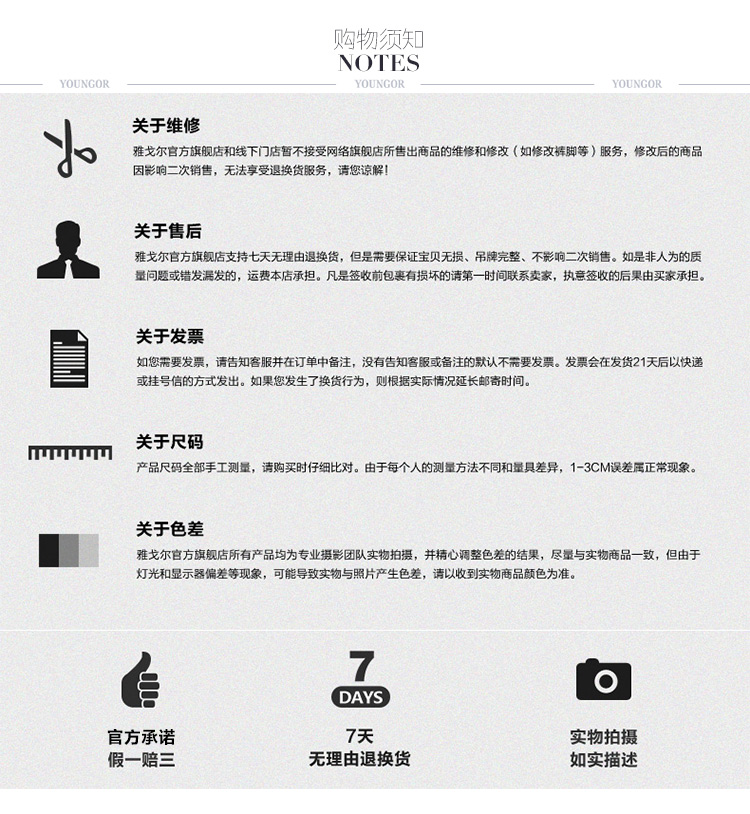 购物须知
NOTES
YOUNGOR YOUNGOR YOUNGOR
关于维修
雅戈尔官方旗舰店和线下门店暂不接受网络旗舰店所售出商品的维修和修改（如修改裤脚等）服务，修改后的商品
因影响二次销售，无法享受退换货服务，请您谅解！
关于售后
雅戈尔官方旗舰店支持七天无理由退换货，但是需要保证宝贝无损、吊牌完整、不影响二次销售。如是非人为的质
量问题或错发漏发的，运费本店承担。凡是签收前包裹有损坏的请第一时间联系卖家，执意签收的后果由买家承担。
关于发票
如您需要发票，请告知客服并在订单中备注，没有告知客服或备注的默认不需要发票。发票会在发货21天后以快递
或挂号信的方式发出。如果您发生了换货行为，则根据实际情况延长邮寄时间。
关于尺码
产品尺码全部手工测量，请购买时仔细比对。由于每个人的测量方法不同和量具差异，1-3CM误差属正常现象。
关于色差
雅戈尔官方旗舰店所有产品均为专业摄影团队实物拍摄，并精心调整色差的结果，尽量与实物商品一致，但由于
灯光和显示器偏差等现象，可能导致实物与照片产生色差，请以收到实物商品颜色为准。
7
DAYS
官方承诺 7天 实物拍摄
假一赔三 无理由退换货 如实描述